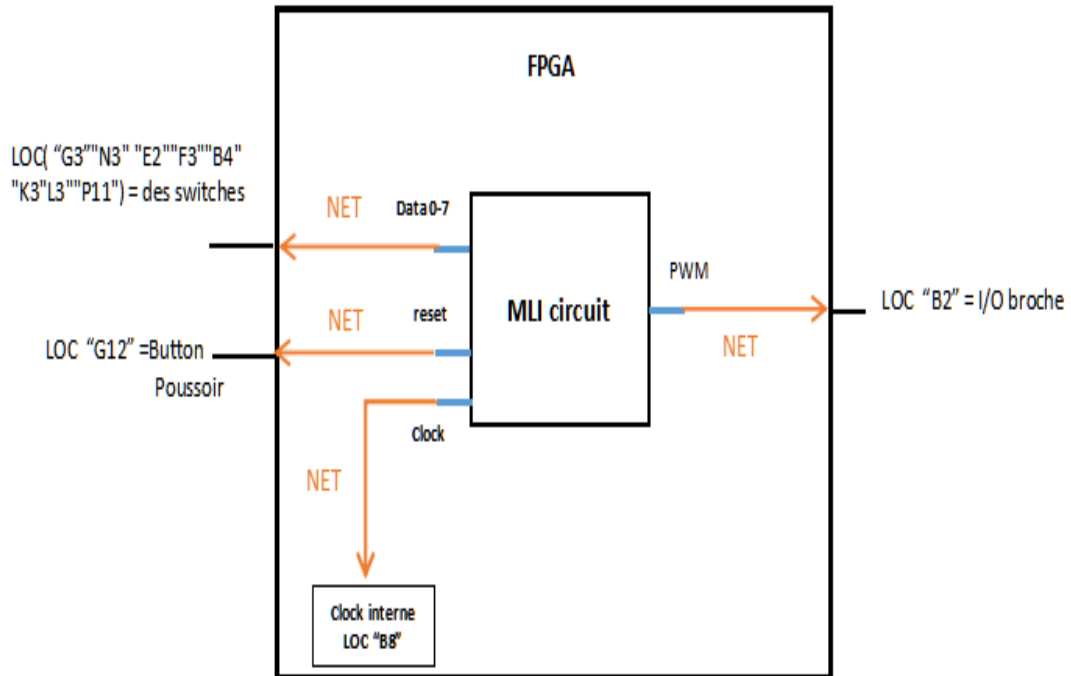 FPGA
LOC( “G3”"N3" "E2""F3""B4"
"K3"L3""P11") = des switches
NET
Data 0-7
PWM
LOC “B2” = I/O broche
NET
reset
NET
MLI circuit
LOC “G12” =Button
Poussoir
Clock
NET
Clock interne
LOC “B8”